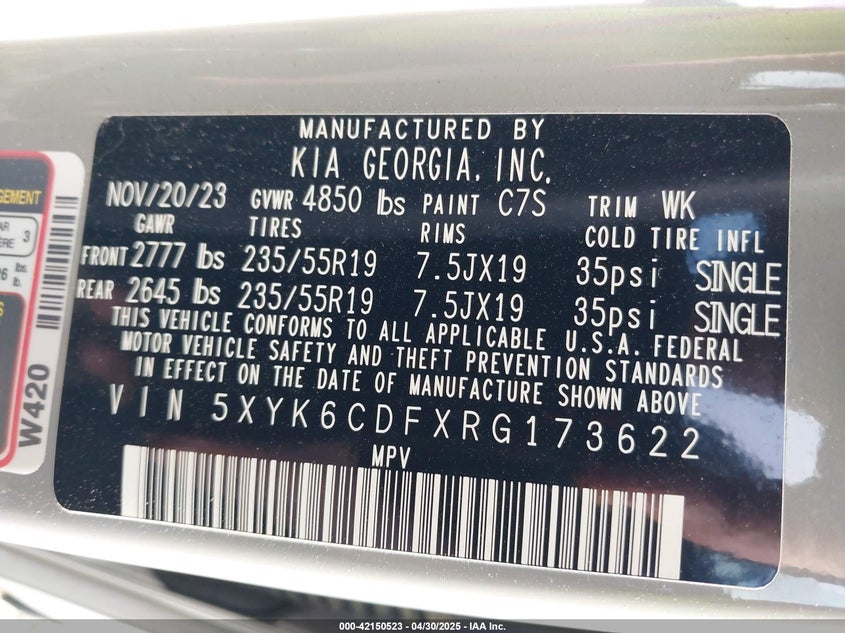 MANUFACTURED BY
KIA GEORGIA, INC.
NOV/20/23 GVWR 4850 lbs PAINT C7S TRIM WK
GAWR TIRES RIMS COLD TIRE INFL
FRONT 2777 lbs 235/55R19 7.5JX19 35psi SINGLE
REAR 2645 lbs 235/55R19 7.5JX19 35psi SINGLE
THIS VEHICLE CONFORMS TO ALL APPLICABLE U.S.A. FEDERAL
MOTOR VEHICLE SAFETY AND THEFT PREVENTION STANDARDS
IN EFFECT ON THE DATE OF MANUFACTURE SHOWN ABOVE
VIN 5XYK6CDFXRG173622
MPV
3
lbs.
lb.
W420
000-42150523 - 04/30/2025 - IAA Inc.